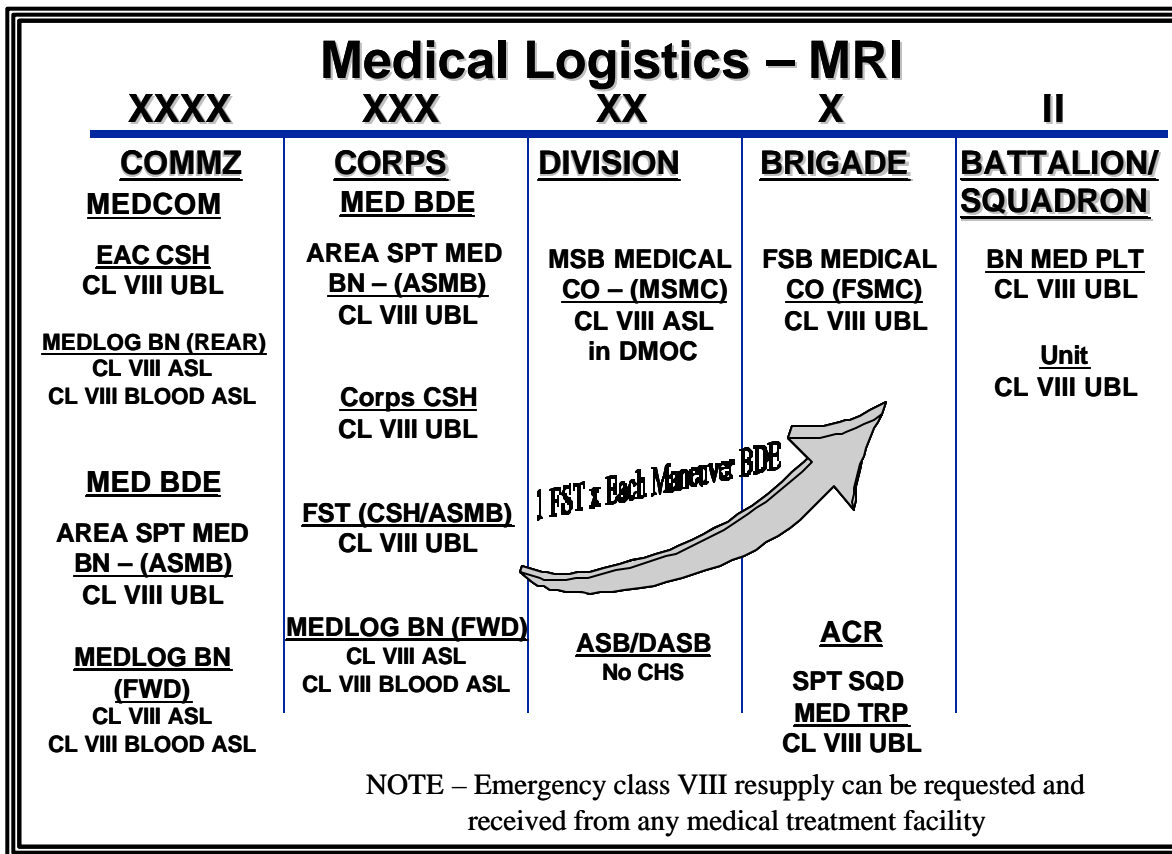 Medical Logistics – MRI
XXXX
XXX
XX
X
II
COMMZ
MEDCOM
EAC CSH
CL VIII UBL
MEDLOG BN (REAR)
CL VIII ASL
CL VIII BLOOD ASL
MED BDE
AREA SPT MED
BN – (ASMB)
CL VIII UBL
MEDLOG BN
(FWD)
CL VIII ASL
CL VIII BLOOD ASL
CORPS
MED BDE
AREA SPT MED
BN – (ASMB)
CL VIII UBL
Corps CSH
CL VIII UBL
FST (CSH/ASMB)
CL VIII UBL
MEDLOG BN (FWD)
CL VIII ASL
CL VIII BLOOD ASL
DIVISION
MSB MEDICAL
CO – (MSMC)
CL VIII ASL
in DMOC
1 FST x Each Maneuver BDE
ASB/DASB
No CHS
BRIGADE
FSB MEDICAL
CO (FSMC)
CL VIII UBL
ACR
SPT SQD
MED TRP
CL VIII UBL
BATTALION/
SQUADRON
BN MED PLT
CL VIII UBL
Unit
CL VIII UBL
NOTE – Emergency class VIII resupply can be requested and
received from any medical treatment facility